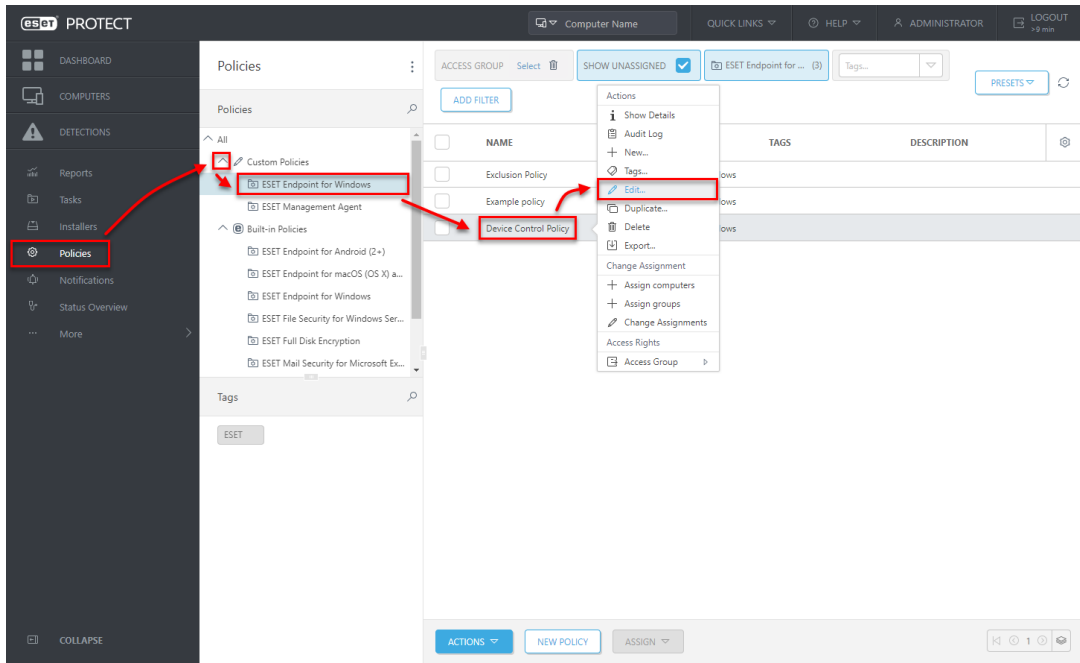 eset PROTECT
Computer Name
QUICK LINKS
HELP
ADMINISTRATOR
LOGOUT
>9 min
DASHBOARD
COMPUTERS
DETECTIONS
Reports
Tasks
Installers
Policies
Notifications
Status Overview
More
COLLAPSE
Policies
Policies
All
Custom Policies
ESET Endpoint for Windows
ESET Management Agent
Built-in Policies
ESET Endpoint for Android (2+)
ESET Endpoint for macOS (OS X) a...
ESET Endpoint for Windows
ESET File Security for Windows Ser...
ESET Full Disk Encryption
ESET Mail Security for Microsoft Ex...
Tags
ESET
ACCESS GROUP Select
SHOW UNASSIGNED
ESET Endpoint for ... (3)
Tags...
PRESETS
ADD FILTER
NAME TAGS DESCRIPTION
Exclusion Policy ows
Example policy ows
Device Control Policy ows
Actions
Show Details
Audit Log
New...
Tags...
Edit...
Duplicate...
Delete
Export...
Change Assignment
Assign computers
Assign groups
Change Assignments
Access Rights
Access Group
ACTIONS
NEW POLICY
ASSIGN
1